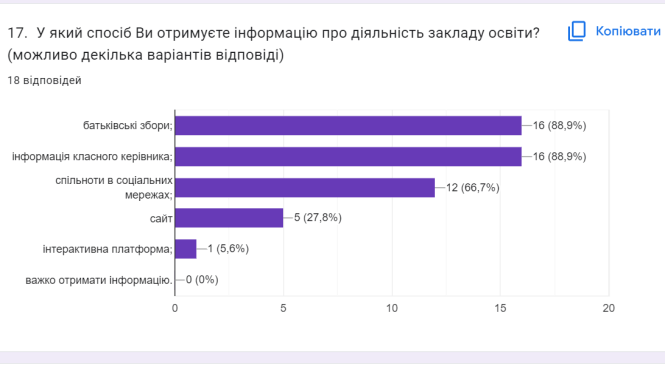 17. У який спосіб Ви отримуєте інформацію про діяльність закладу освіти?
Копіювати
(можливо декілька варіантів відповіді)
18 відповідей
батьківські збори;
16 (88,9%)
інформація класного керівника;
16 (88,9%)
спільноти в соціальних
мережах;
12 (66,7%)
сайт
5 (27,8%)
інтерактивна платформа;
1 (5,6%)
важко отримати інформацію.
0 (0%)
0 5 10 15 20